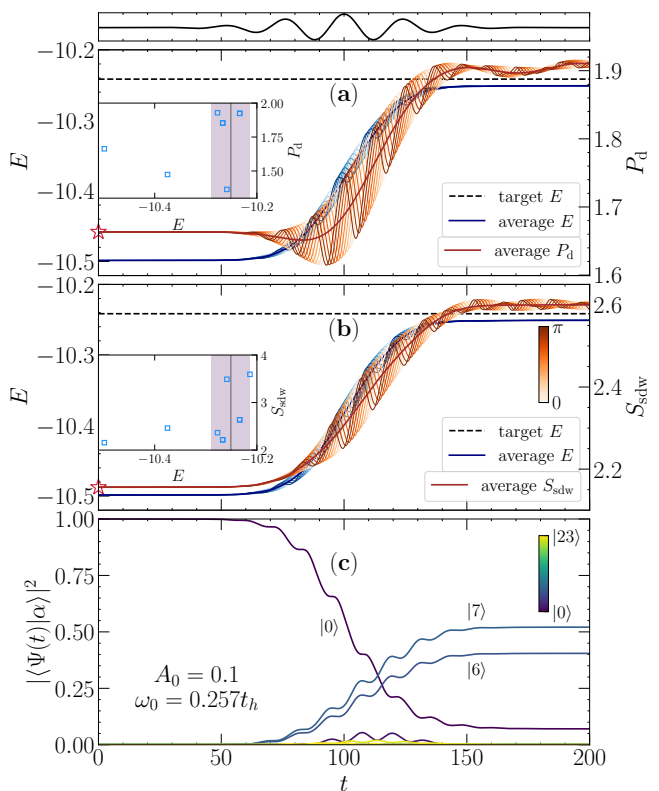 −10.2
−10.3
−10.4
−10.5
E
1.9
1.8
1.7
1.6
P_d
(a)
2.00
1.75
1.50
P_d
−10.4
−10.2
E
target E
average E
average P_d
−10.2
−10.3
−10.4
−10.5
E
2.6
2.4
2.2
S_sdw
(b)
π
0
4
3
2
S_sdw
−10.4
−10.2
E
target E
average E
average S_sdw
1.00
0.75
0.50
0.25
0.00
|⟨Ψ(t)|α⟩|²
(c)
|23⟩
|0⟩
|0⟩
|7⟩
|6⟩
A₀ = 0.1
ω₀ = 0.257t_h
0
50
100
150
200
t